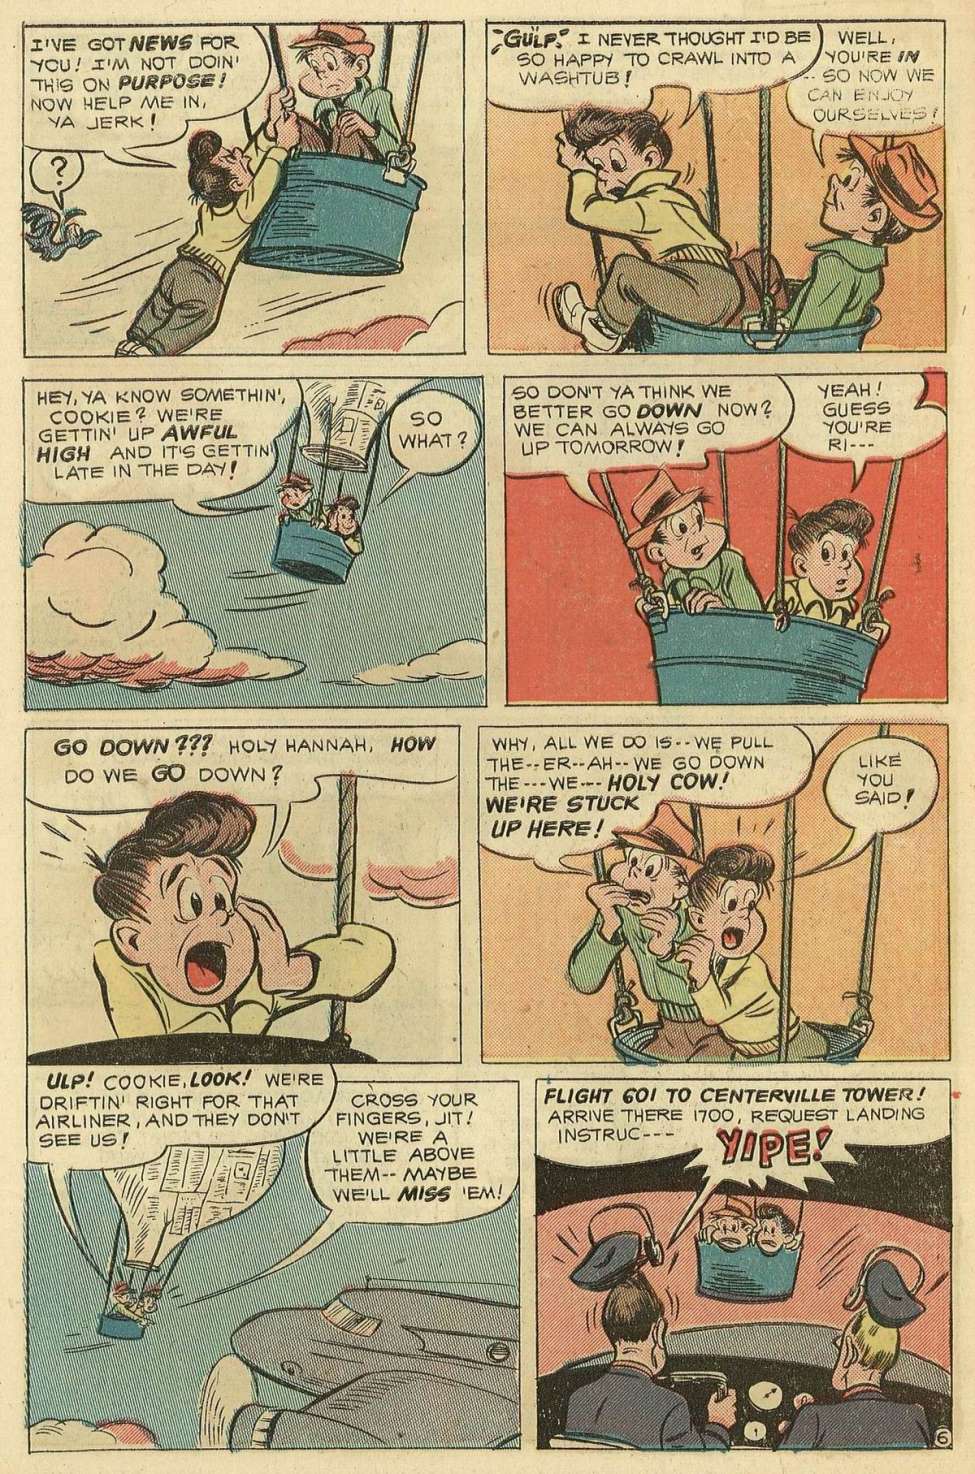 I'VE GOT NEWS FOR
YOU! I'M NOT DOIN'
THIS ON PURPOSE!
NOW HELP ME IN,
YA JERK!
?
"GULP!" I NEVER THOUGHT I'D BE
SO HAPPY TO CRAWL INTO A
WASHTUB!
WELL,
YOU'RE IN
-- SO NOW WE
CAN ENJOY
OURSELVES!
HEY, YA KNOW SOMETHIN',
COOKIE? WE'RE
GETTIN' UP AWFUL
HIGH AND IT'S GETTIN'
LATE IN THE DAY!
SO
WHAT?
SO DON'T YA THINK WE
BETTER GO DOWN NOW?
WE CAN ALWAYS GO
UP TOMORROW!
YEAH!
GUESS
YOU'RE
RI---
GO DOWN??? HOLY HANNAH, HOW
DO WE GO DOWN?
WHY, ALL WE DO IS--WE PULL
THE--ER--AH--WE GO DOWN
THE---WE---HOLY COW!
WE'RE STUCK
UP HERE!
LIKE
YOU
SAID!
ULP! COOKIE, LOOK! WE'RE
DRIFTIN' RIGHT FOR THAT
AIRLINER, AND THEY DON'T
SEE US!
CROSS YOUR
FINGERS, JIT!
WE'RE A
LITTLE ABOVE
THEM--MAYBE
WE'LL MISS 'EM!
FLIGHT 601 TO CENTERVILLE TOWER!
ARRIVE THERE 1700, REQUEST LANDING
INSTRUC---
YIPE!
1
6